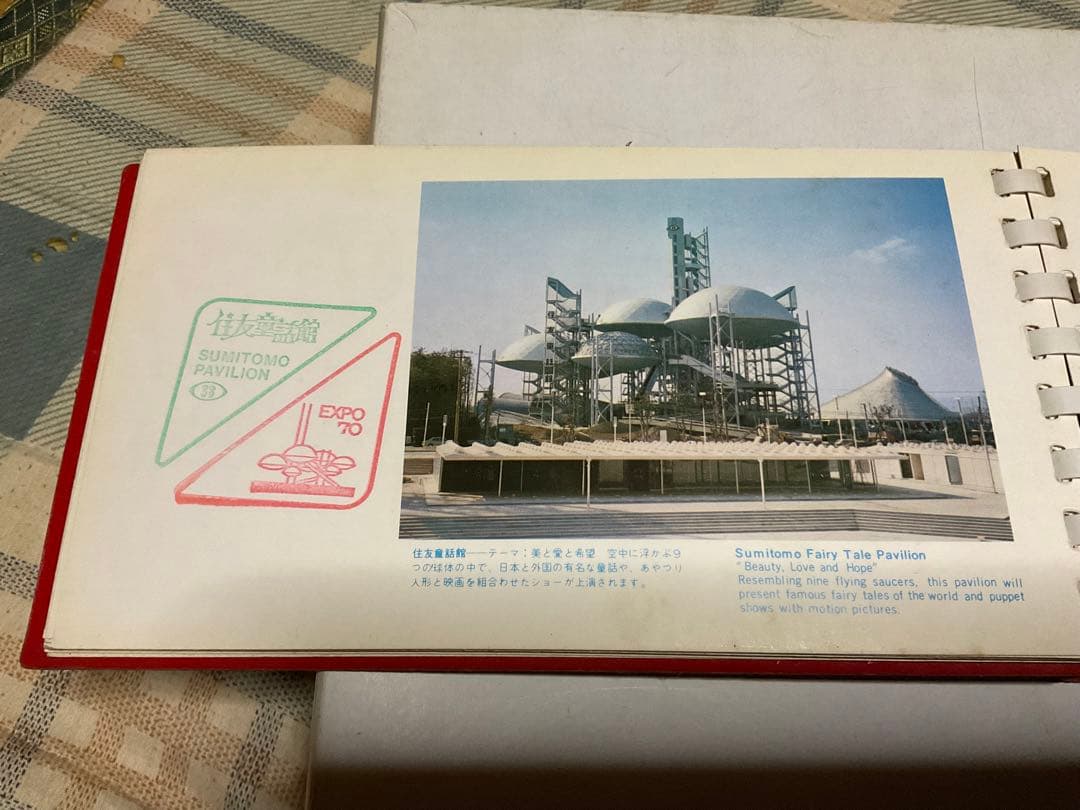 住友童話館
SUMITOMO
PAVILION
EXPO
'70
住友童話館──テーマ：美と愛と希望　空中に浮かぶ9
つの球体の中で、日本と外国の有名な童話や、あやつり
人形と映画を組合わせたショーが上演されます。
Sumitomo Fairy Tale Pavilion
"Beauty, Love and Hope"
Resembling nine flying saucers, this pavilion will
present famous fairy tales of the world and puppet
shows with motion pictures.